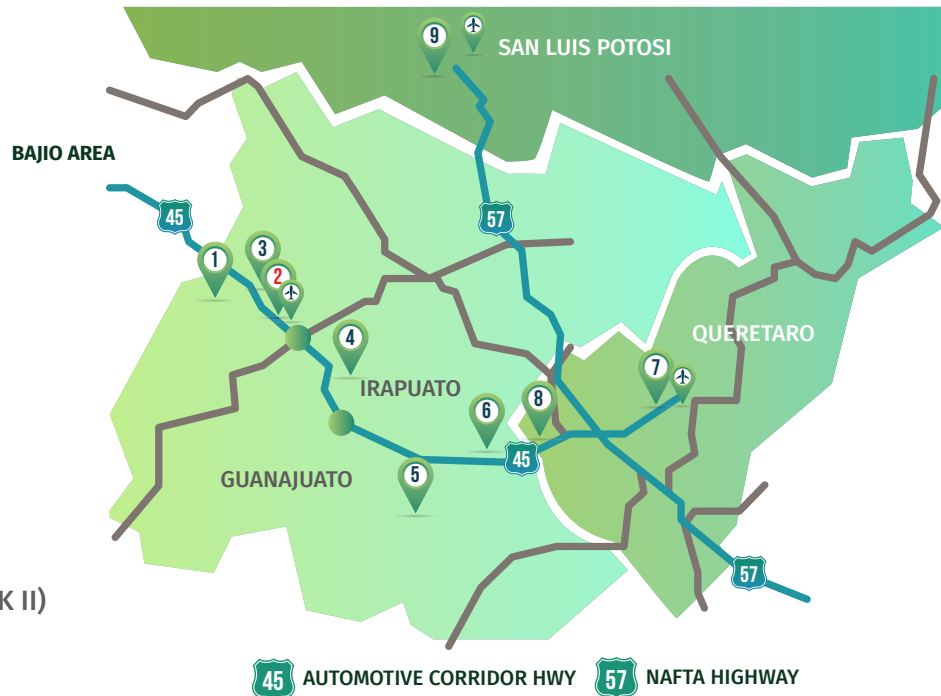 9
SAN LUIS POTOSI
BAJIO AREA
45
57
3
1
2
4
QUERETARO
7
IRAPUATO
8
6
45
GUANAJUATO
5
57
K II)
45 AUTOMOTIVE CORRIDOR HWY 57 NAFTA HIGHWAY